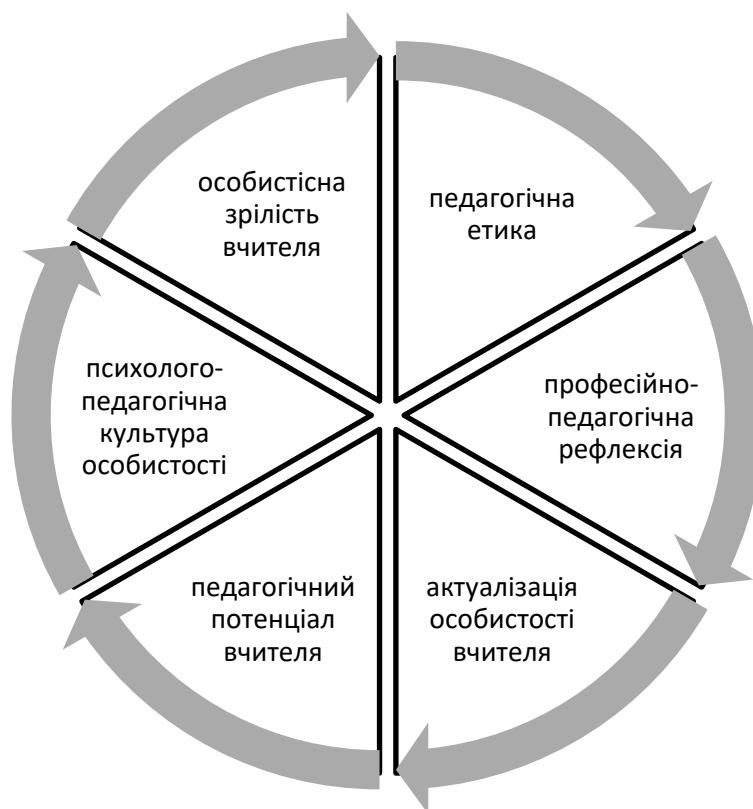 особистісна
зрілість
вчителя
педагогічна
етика
професійно-
педагогічна
рефлексія
актуалізація
особистості
вчителя
педагогічний
потенціал
вчителя
психолого-
педагогічна
культура
особистості